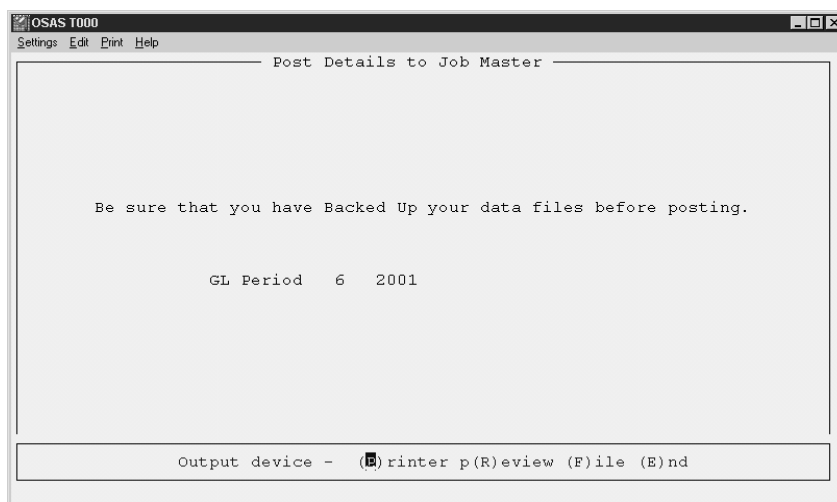 OSAS T000
Settings Edit Print Help
Post Details to Job Master
Be sure that you have Backed Up your data files before posting.
GL Period 6 2001
Output device - (P)rinter p(R)eview (F)ile (E)nd